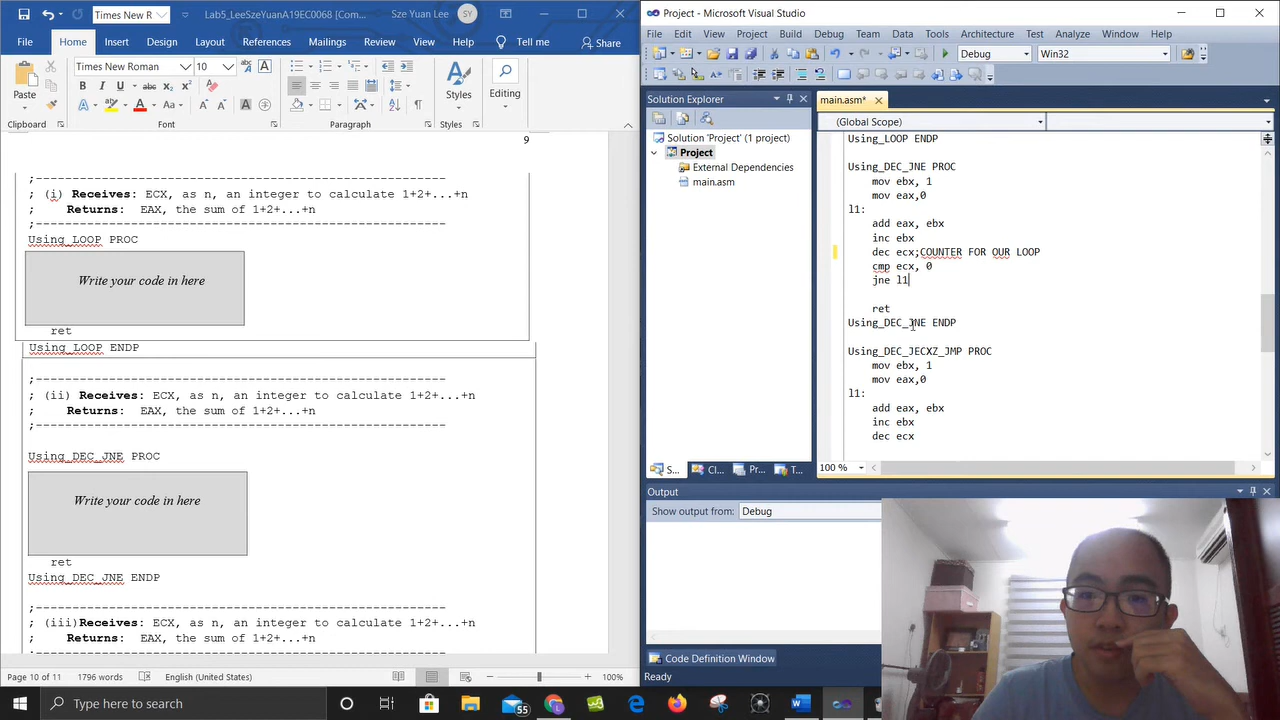 Times New R
Lab5_LeeSzeYuanA19EC0068 [Com...
Sze Yuan Lee
SY
File
Home
Insert
Design
Layout
References
Mailings
Review
View
Help
Tell me
Share
Paste
Times New Roman
10
Styles
Editing
Clipboard
Font
Paragraph
Styles
9
;-----------------------------------------------
; (i) Receives: ECX, as n, an integer to calculate 1+2+...+n
; Returns: EAX, the sum of 1+2+...+n
;-----------------------------------------------
Using_LOOP PROC
Write your code in here
ret
Using_LOOP ENDP
;-----------------------------------------------
; (ii) Receives: ECX, as n, an integer to calculate 1+2+...+n
; Returns: EAX, the sum of 1+2+...+n
;-----------------------------------------------
Using_DEC_JNE PROC
Write your code in here
ret
Using_DEC_JNE ENDP
;-----------------------------------------------
; (iii)Receives: ECX, as n, an integer to calculate 1+2+...+n
; Returns: EAX, the sum of 1+2+...+n
;-----------------------------------------------
Page 10 of 11
1796 words
English (United States)
100%
Project - Microsoft Visual Studio
File
Edit
View
Project
Build
Debug
Team
Data
Tools
Architecture
Test
Analyze
Window
Help
Debug
Win32
Solution Explorer
Solution 'Project' (1 project)
Project
External Dependencies
main.asm
S...
Cl...
Pr...
T...
main.asm*
(Global Scope)
Using_LOOP ENDP
Using_DEC_JNE PROC
mov ebx, 1
mov eax,0
l1:
add eax, ebx
inc ebx
dec ecx;COUNTER FOR OUR LOOP
cmp ecx, 0
jne l1
ret
Using_DEC_JNE ENDP
Using_DEC_JECXZ_JMP PROC
mov ebx, 1
mov eax,0
l1:
add eax, ebx
inc ebx
dec ecx
100 %
Output
Show output from:
Debug
Code Definition Window
Ready
Type here to search
55